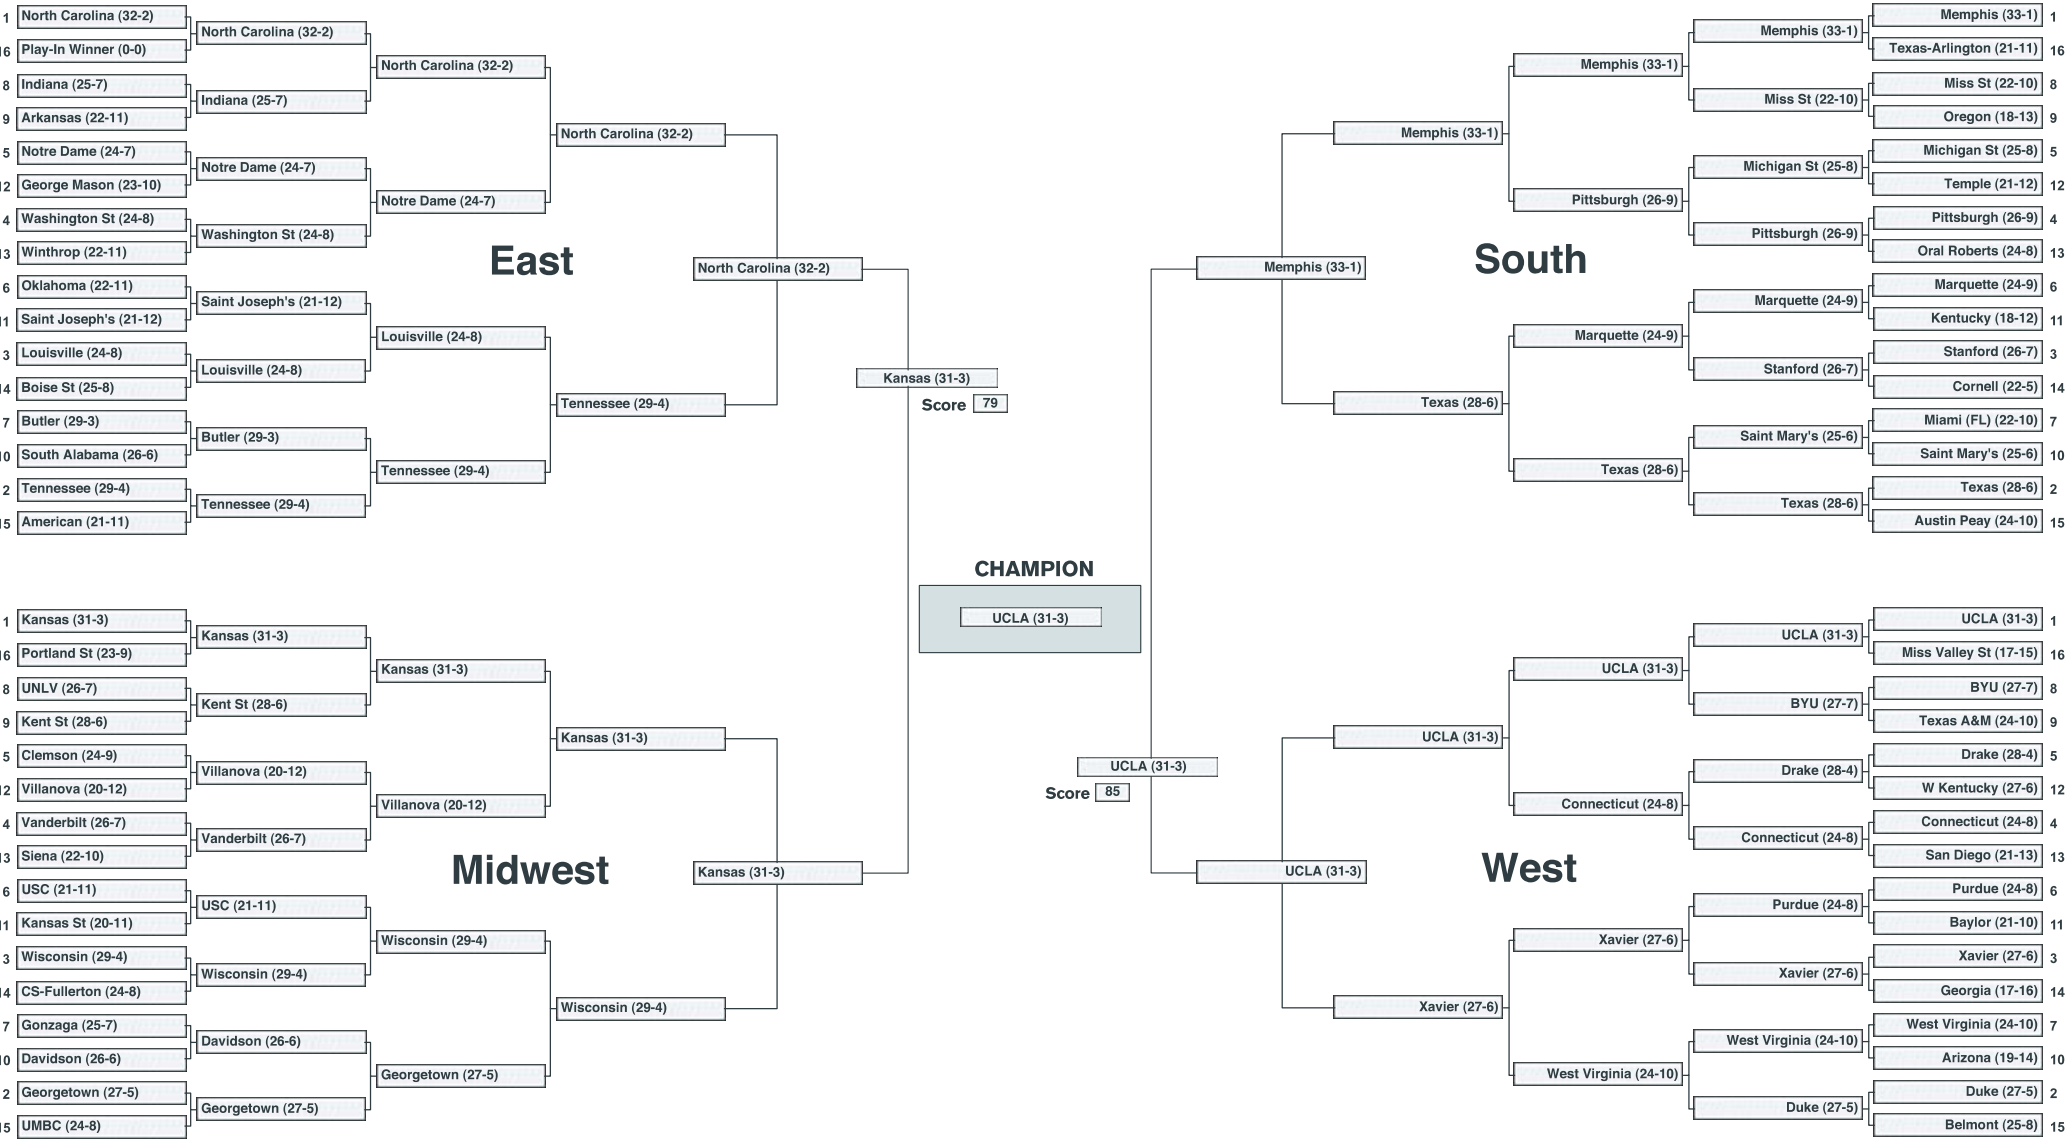 1 North Carolina (32-2)
16 Play-In Winner (0-0)
8 Indiana (25-7)
9 Arkansas (22-11)
5 Notre Dame (24-7)
12 George Mason (23-10)
4 Washington St (24-8)
13 Winthrop (22-11)
6 Oklahoma (22-11)
11 Saint Joseph's (21-12)
3 Louisville (24-8)
14 Boise St (25-8)
7 Butler (29-3)
10 South Alabama (26-6)
2 Tennessee (29-4)
15 American (21-11)
North Carolina (32-2)
Indiana (25-7)
Notre Dame (24-7)
Washington St (24-8)
Saint Joseph's (21-12)
Louisville (24-8)
Butler (29-3)
Tennessee (29-4)
North Carolina (32-2)
Notre Dame (24-7)
Louisville (24-8)
Tennessee (29-4)
North Carolina (32-2)
Tennessee (29-4)
East
North Carolina (32-2)
1 Kansas (31-3)
16 Portland St (23-9)
8 UNLV (26-7)
9 Kent St (28-6)
5 Clemson (24-9)
12 Villanova (20-12)
4 Vanderbilt (26-7)
13 Siena (22-10)
6 USC (21-11)
11 Kansas St (20-11)
3 Wisconsin (29-4)
14 CS-Fullerton (24-8)
7 Gonzaga (25-7)
10 Davidson (26-6)
2 Georgetown (27-5)
15 UMBC (24-8)
Kansas (31-3)
Kent St (28-6)
Villanova (20-12)
Vanderbilt (26-7)
USC (21-11)
Wisconsin (29-4)
Davidson (26-6)
Georgetown (27-5)
Kansas (31-3)
Villanova (20-12)
Wisconsin (29-4)
Georgetown (27-5)
Kansas (31-3)
Wisconsin (29-4)
Midwest
Kansas (31-3)
Kansas (31-3)
Score 79
CHAMPION
UCLA (31-3)
UCLA (31-3)
Score 85
Memphis (33-1)
South
Memphis (33-1)
Texas (28-6)
Memphis (33-1)
Pittsburgh (26-9)
Marquette (24-9)
Texas (28-6)
Memphis (33-1)
Miss St (22-10)
Michigan St (25-8)
Pittsburgh (26-9)
Marquette (24-9)
Stanford (26-7)
Saint Mary's (25-6)
Texas (28-6)
Memphis (33-1) 1
Texas-Arlington (21-11) 16
Miss St (22-10) 8
Oregon (18-13) 9
Michigan St (25-8) 5
Temple (21-12) 12
Pittsburgh (26-9) 4
Oral Roberts (24-8) 13
Marquette (24-9) 6
Kentucky (18-12) 11
Stanford (26-7) 3
Cornell (22-5) 14
Miami (FL) (22-10) 7
Saint Mary's (25-6) 10
Texas (28-6) 2
Austin Peay (24-10) 15
UCLA (31-3)
West
UCLA (31-3)
Xavier (27-6)
UCLA (31-3)
Connecticut (24-8)
Xavier (27-6)
West Virginia (24-10)
UCLA (31-3)
BYU (27-7)
Drake (28-4)
Connecticut (24-8)
Purdue (24-8)
Xavier (27-6)
West Virginia (24-10)
Duke (27-5)
UCLA (31-3) 1
Miss Valley St (17-15) 16
BYU (27-7) 8
Texas A&M (24-10) 9
Drake (28-4) 5
W Kentucky (27-6) 12
Connecticut (24-8) 4
San Diego (21-13) 13
Purdue (24-8) 6
Baylor (21-10) 11
Xavier (27-6) 3
Georgia (17-16) 14
West Virginia (24-10) 7
Arizona (19-14) 10
Duke (27-5) 2
Belmont (25-8) 15